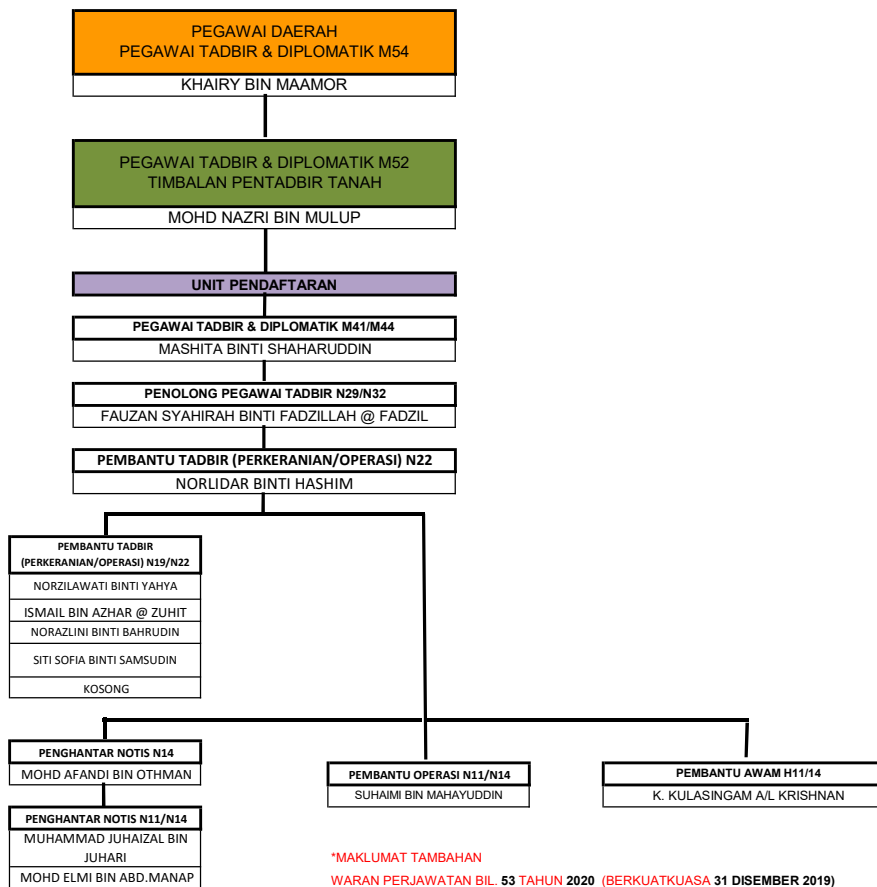 PEGAWAI DAERAH
PEGAWAI TADBIR & DIPLOMATIK M54
KHAIRY BIN MAAMOR
PEGAWAI TADBIR & DIPLOMATIK M52
TIMBALAN PENTADBIR TANAH
MOHD NAZRI BIN MULUP
UNIT PENDAFTARAN
PEGAWAI TADBIR & DIPLOMATIK M41/M44
MASHITA BINTI SHAHARUDDIN
PENOLONG PEGAWAI TADBIR N29/N32
FAUZAN SYAHIRAH BINTI FADZILLAH @ FADZIL
PEMBANTU TADBIR (PERKERANIAN/OPERASI) N22
NORLIDAR BINTI HASHIM
PEMBANTU TADBIR
(PERKERANIAN/OPERASI) N19/N22
NORZILAWATI BINTI YAHYA
ISMAIL BIN AZHAR @ ZUHIT
NORAZLINI BINTI BAHRUDIN
SITI SOFIA BINTI SAMSUDIN
KOSONG
PENGHANTAR NOTIS N14
MOHD AFANDI BIN OTHMAN
PENGHANTAR NOTIS N11/N14
MUHAMMAD JUHAIZAL BIN
JUHARI
MOHD ELMI BIN ABD.MANAP
PEMBANTU OPERASI N11/N14
SUHAIMI BIN MAHAYUDDIN
PEMBANTU AWAM H11/14
K. KULASINGAM A/L KRISHNAN
*MAKLUMAT TAMBAHAN
WARAN PERJAWATAN BIL. 53 TAHUN 2020 (BERKUATKUASA 31 DISEMBER 2019)